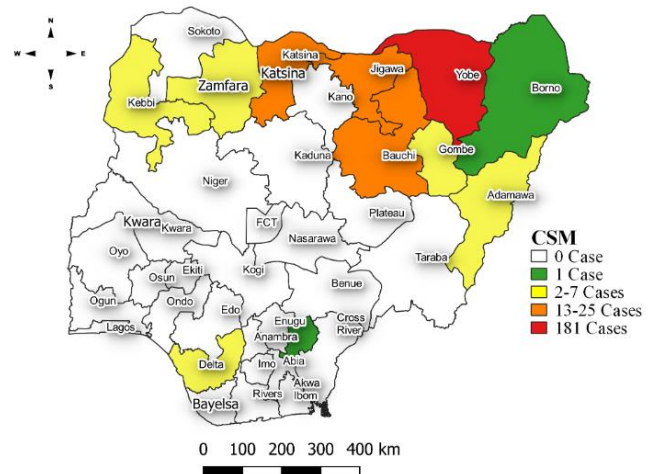 N
W E
S
Sokoto
Katsina
Katsina
Jigawa
Yobe
Zamfara
Kebbi
Kano
Borno
Gombe
Kaduna
Bauchi
Niger
Adamawa
Plateau
Kwara
Kwara
FCT
Nasarawa
Oyo
Taraba
Ekiti
Kogi
Osun
Benue
Ogun
Ondo
Edo
Enugu
Cross
River
Lagos
Anambra
Delta
Imo
Abia
Akwa
Ibom
Rivers
Bayelsa
CSM
0 Case
1 Case
2-7 Cases
13-25 Cases
181 Cases
0 100 200 300 400 km